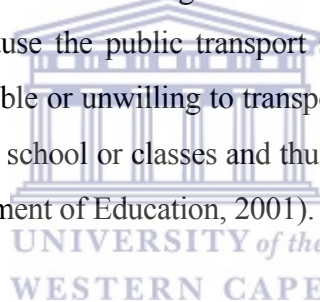 use the public transport
ble or unwilling to transp
school or classes and thu
ment of Education, 2001).
UNIVERSITY of the
WESTERN CAPE